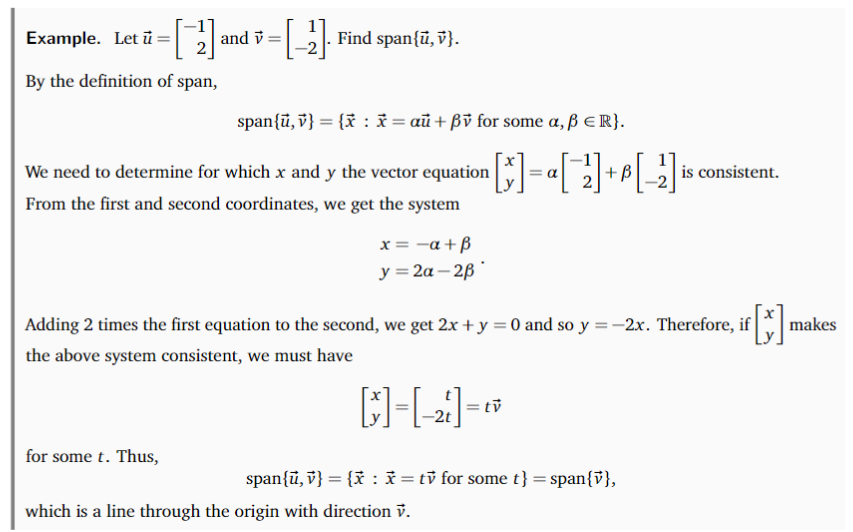 Example. Let $\vec{u} = \begin{bmatrix} -1 \\ 2 \end{bmatrix}$ and $\vec{v} = \begin{bmatrix} 1 \\ -2 \end{bmatrix}$. Find span{$\vec{u}, \vec{v}$}.
By the definition of span,
span{$\vec{u}, \vec{v}$} = {$\vec{x}$ : $\vec{x} = \alpha\vec{u} + \beta\vec{v}$ for some $\alpha, \beta \in \mathbb{R}$}.
We need to determine for which $x$ and $y$ the vector equation $\begin{bmatrix} x \\ y \end{bmatrix} = \alpha \begin{bmatrix} -1 \\ 2 \end{bmatrix} + \beta \begin{bmatrix} 1 \\ -2 \end{bmatrix}$ is consistent.
From the first and second coordinates, we get the system
$x = -\alpha + \beta$
$y = 2\alpha - 2\beta$ .
Adding 2 times the first equation to the second, we get $2x + y = 0$ and so $y = -2x$. Therefore, if $\begin{bmatrix} x \\ y \end{bmatrix}$ makes
the above system consistent, we must have
$\begin{bmatrix} x \\ y \end{bmatrix} = \begin{bmatrix} t \\ -2t \end{bmatrix} = t\vec{v}$
for some $t$. Thus,
span{$\vec{u}, \vec{v}$} = {$\vec{x}$ : $\vec{x} = t\vec{v}$ for some $t$} = span{$\vec{v}$},
which is a line through the origin with direction $\vec{v}$.